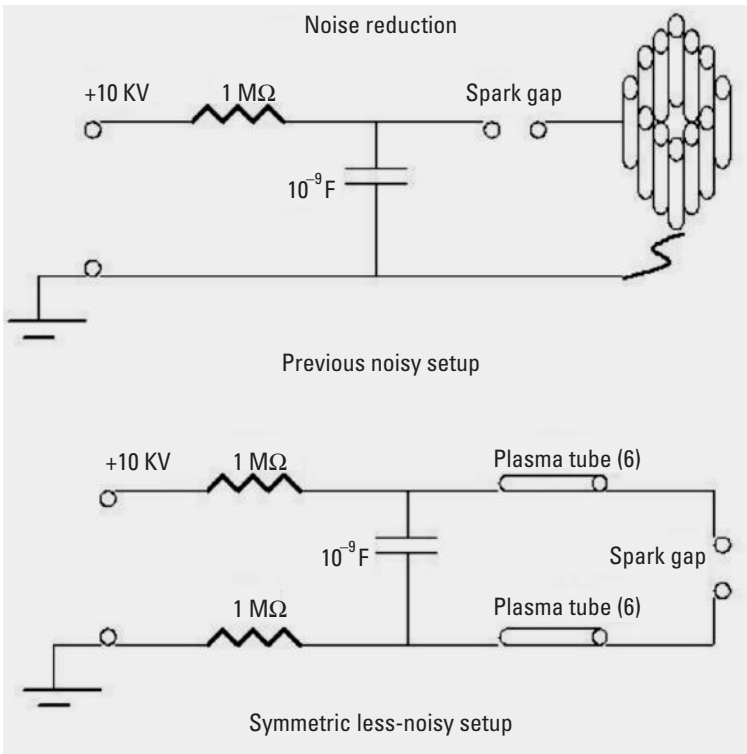 Noise reduction
+10 KV
1 MΩ
Spark gap
10⁻⁹F
Previous noisy setup
+10 KV
1 MΩ
Plasma tube (6)
10⁻⁹F
Spark gap
1 MΩ
Plasma tube (6)
Symmetric less-noisy setup